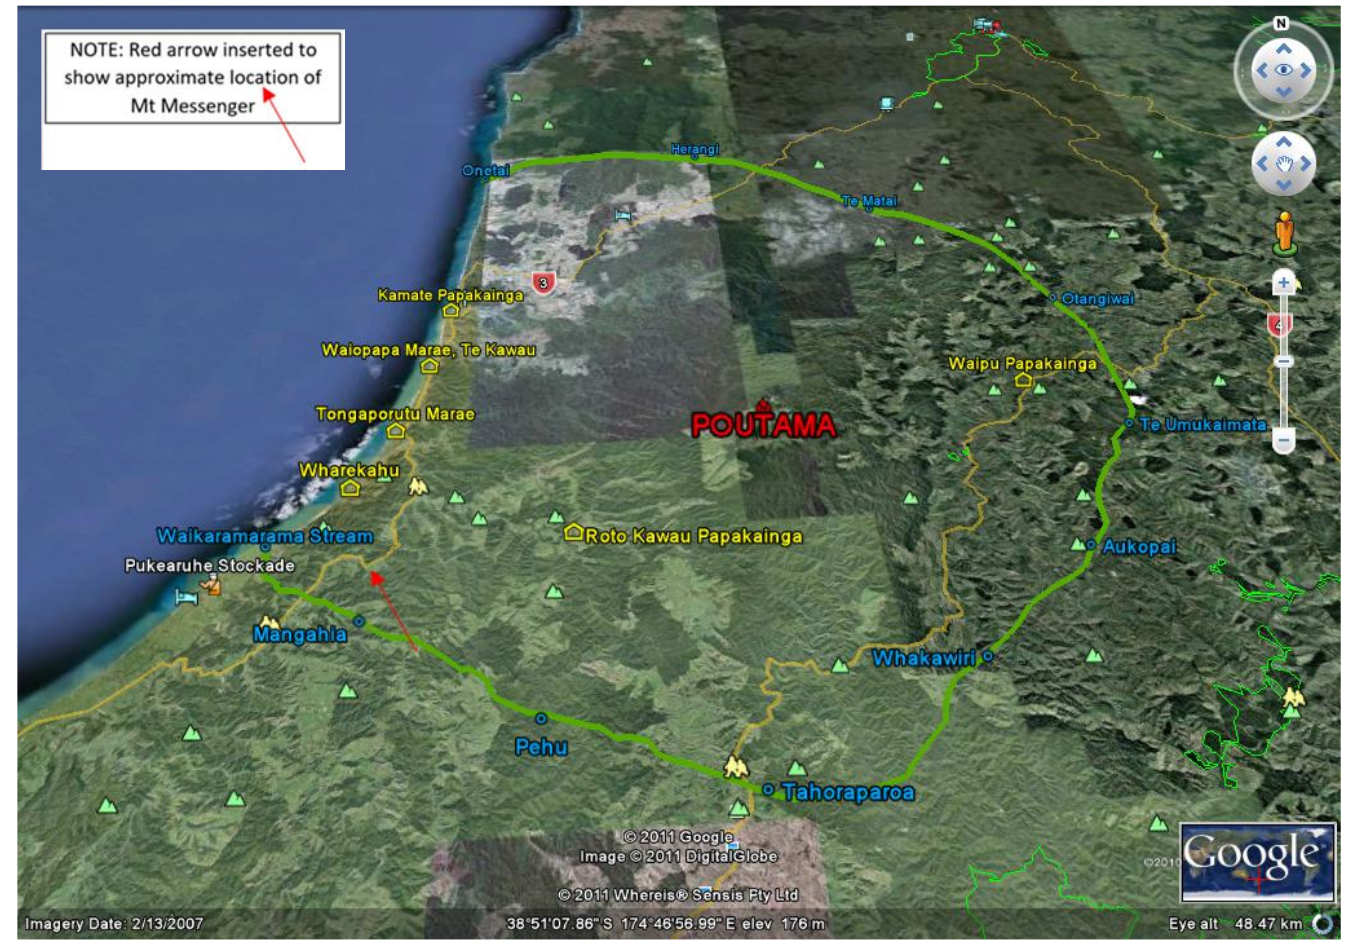 NOTE: Red arrow inserted to
show approximate location of
Mt Messenger
N
Herangi
Onetai
Te Matai
3
Kamate Papakainga
Otangiwai
4
Waiopapa Marae, Te Kawau
Waipu Papakainga
Tongaporutu Marae
POUTAMA
Te Umukaimata
Wharekahu
Waikaramarama Stream
Roto Kawau Papakainga
Aukopai
Pukearuhe Stockade
Mangahia
Whakawiri
Pehu
Tahoraparoa
© 2011 Google
Image © 2011 DigitalGlobe
©2010 Google
© 2011 Whereis® Sensis Pty Ltd
Imagery Date: 2/13/2007
38°51'07.86" S 174°46'56.99" E elev 176 m
Eye alt 48.47 km